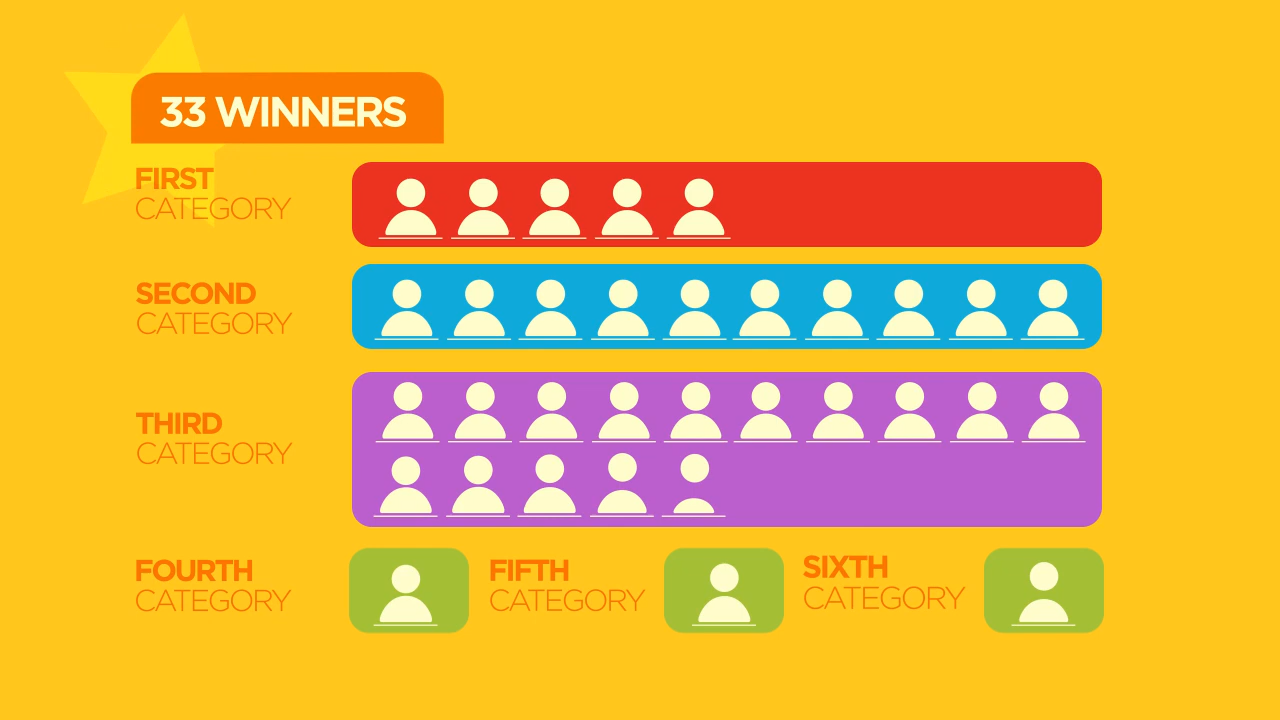 33 WINNERS
FIRST
CATEGORY
SECOND
CATEGORY
THIRD
CATEGORY
FOURTH
CATEGORY
FIFTH
CATEGORY
SIXTH
CATEGORY